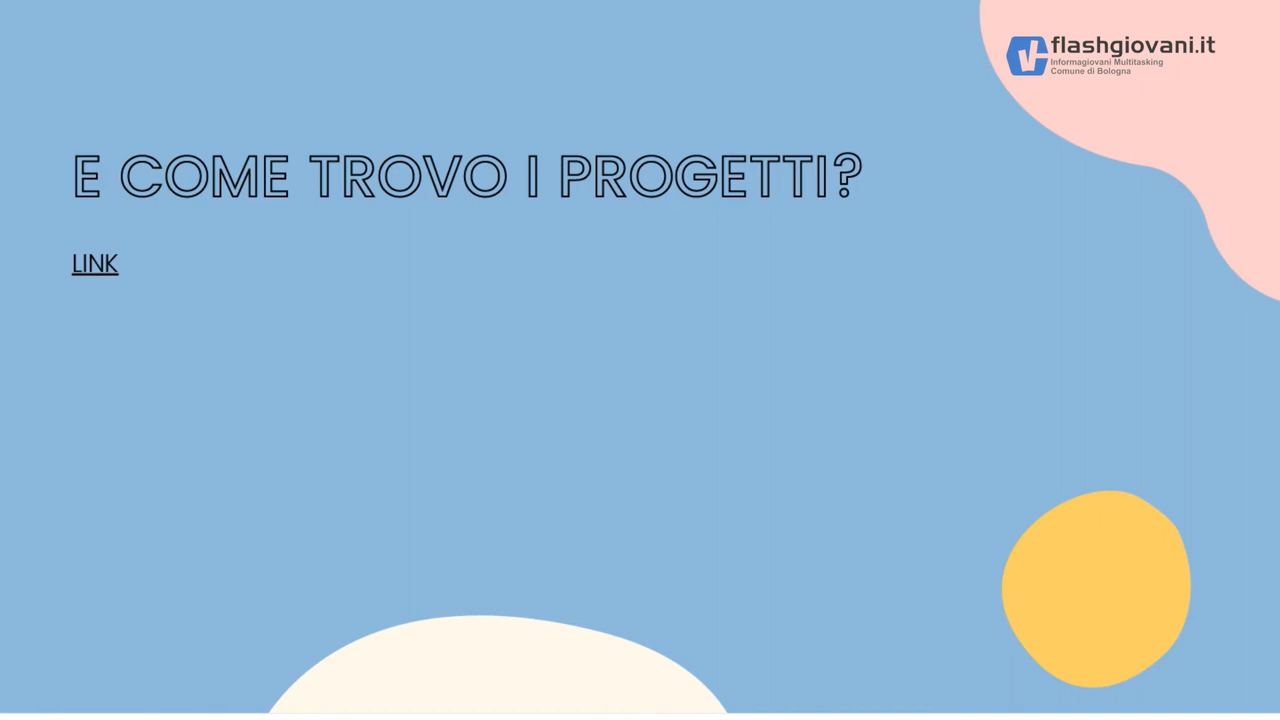 flashgiovani.it
Informagiovani Multitasking
Comune di Bologna
E COME TROVO I PROGETTI?
LINK